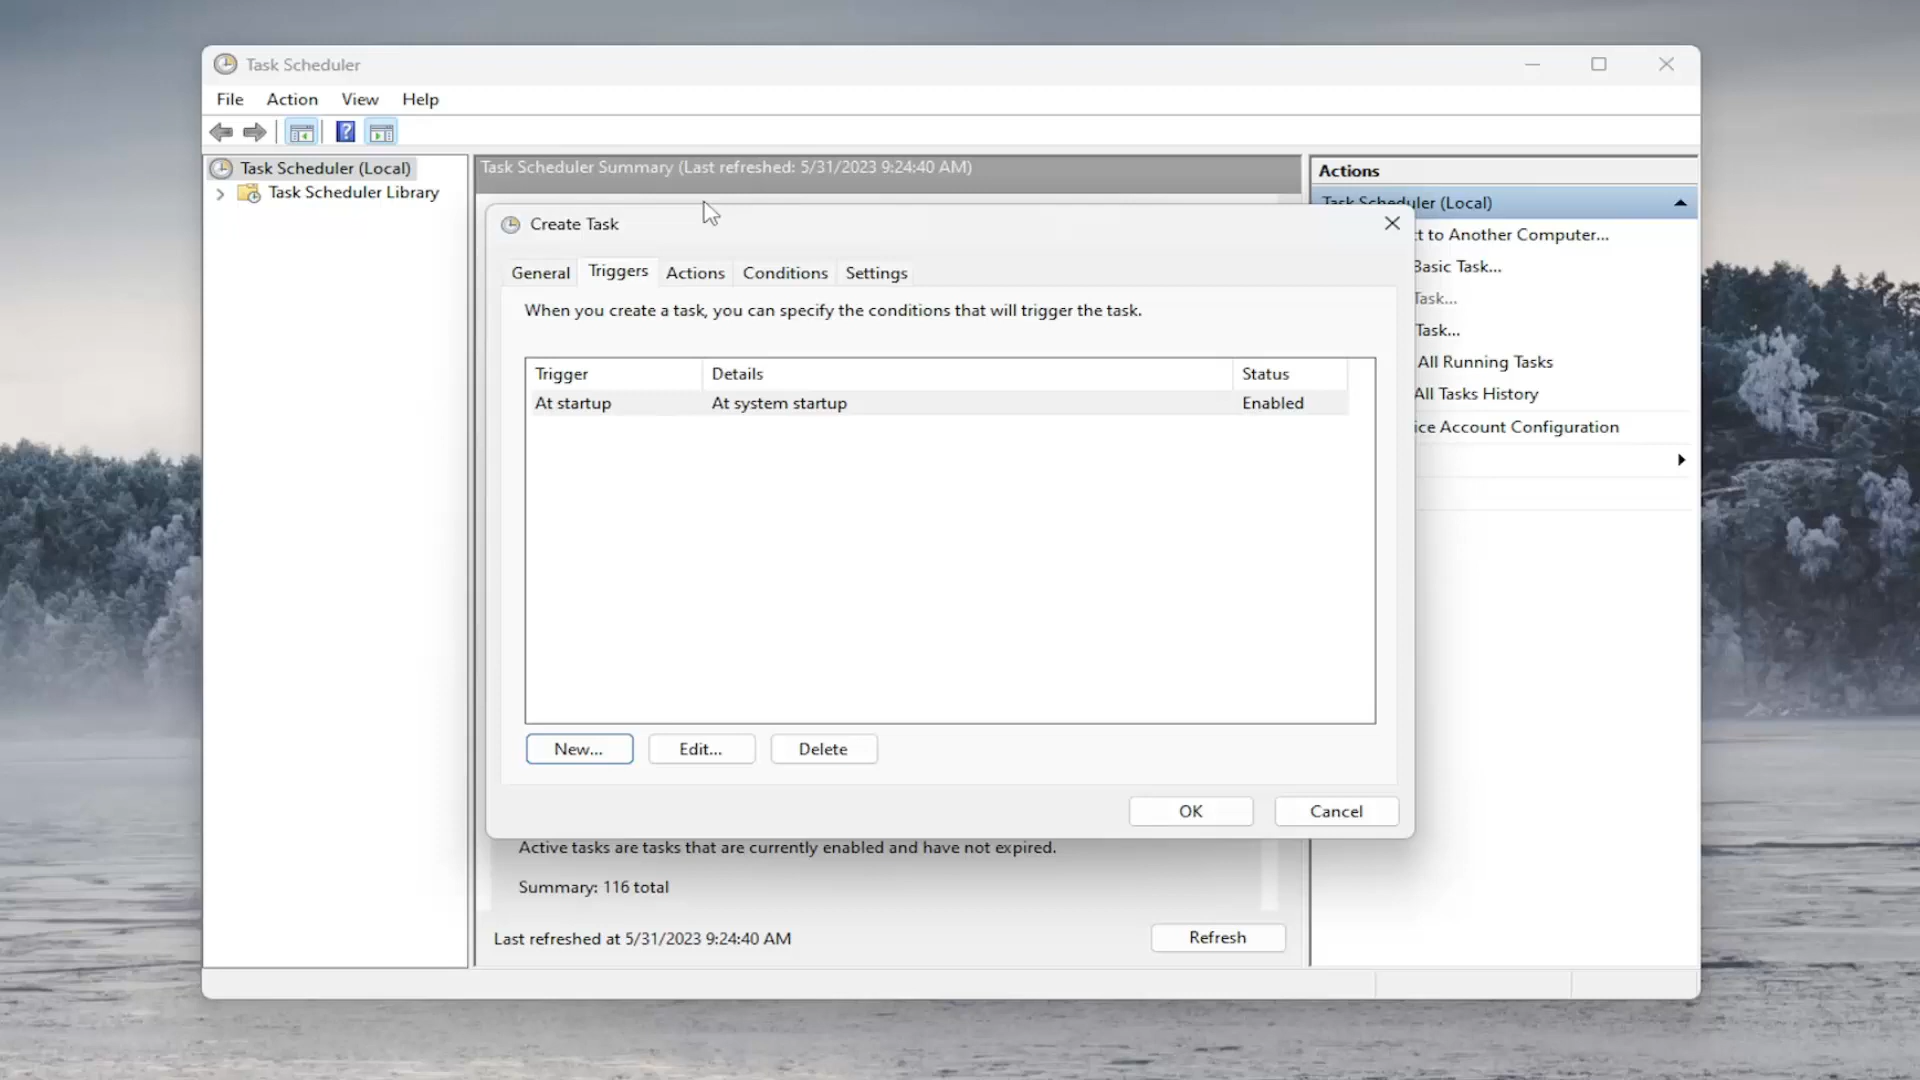 Task Scheduler
File Action View Help
?
Task Scheduler (Local)
Task Scheduler Library
Task Scheduler Summary (Last refreshed: 5/31/2023 9:24:40 AM)
Create Task
General Triggers Actions Conditions Settings
When you create a task, you can specify the conditions that will trigger the task.
Trigger Details Status
At startup At system startup Enabled
New... Edit... Delete
OK Cancel
Active tasks are tasks that are currently enabled and have not expired.
Summary: 116 total
Last refreshed at 5/31/2023 9:24:40 AM
Refresh
Actions
Task Scheduler (Local)
to Another Computer...
Basic Task...
Task...
Task...
All Running Tasks
All Tasks History
Account Configuration